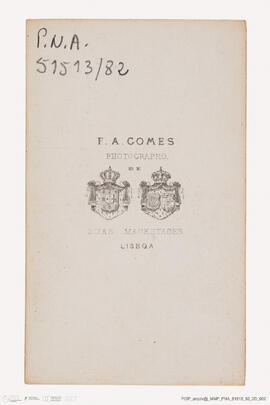 P.N.A.
51513/82
F. A. GOMES
PHOTOGRAPHO.
DE
SUAS MAGESTADES
LISBOA